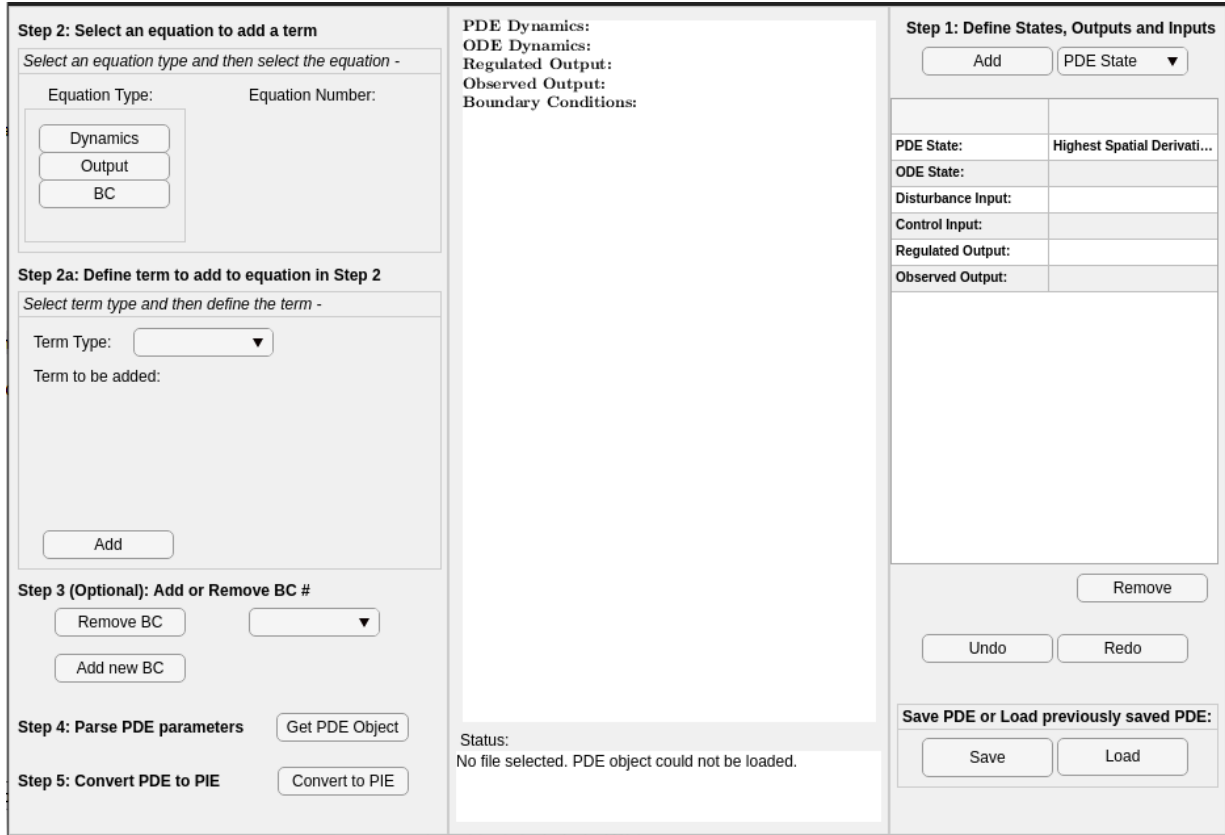 Step 2: Select an equation to add a term
Select an equation type and then select the equation -
Equation Type: Equation Number:
Dynamics
Output
BC
Step 2a: Define term to add to equation in Step 2
Select term type and then define the term -
Term Type:
Term to be added:
Add
Step 3 (Optional): Add or Remove BC #
Remove BC
Add new BC
Step 4: Parse PDE parameters Get PDE Object
Step 5: Convert PDE to PIE Convert to PIE
PDE Dynamics:
ODE Dynamics:
Regulated Output:
Observed Output:
Boundary Conditions:
Status:
No file selected. PDE object could not be loaded.
Step 1: Define States, Outputs and Inputs
Add PDE State
PDE State: Highest Spatial Derivati...
ODE State:
Disturbance Input:
Control Input:
Regulated Output:
Observed Output:
Remove
Undo Redo
Save PDE or Load previously saved PDE:
Save Load